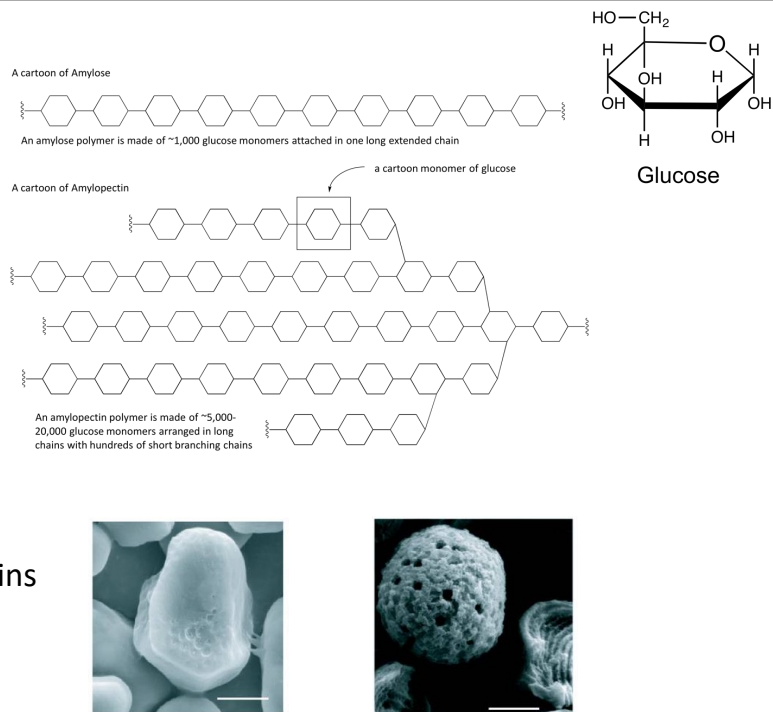 HO—CH2
O
H
H
OH
H
OH
OH
H
OH
Glucose
A cartoon of Amylose
An amylose polymer is made of ~1,000 glucose monomers attached in one long extended chain
a cartoon monomer of glucose
A cartoon of Amylopectin
An amylopectin polymer is made of ~5,000-
20,000 glucose monomers arranged in long
chains with hundreds of short branching chains
ins